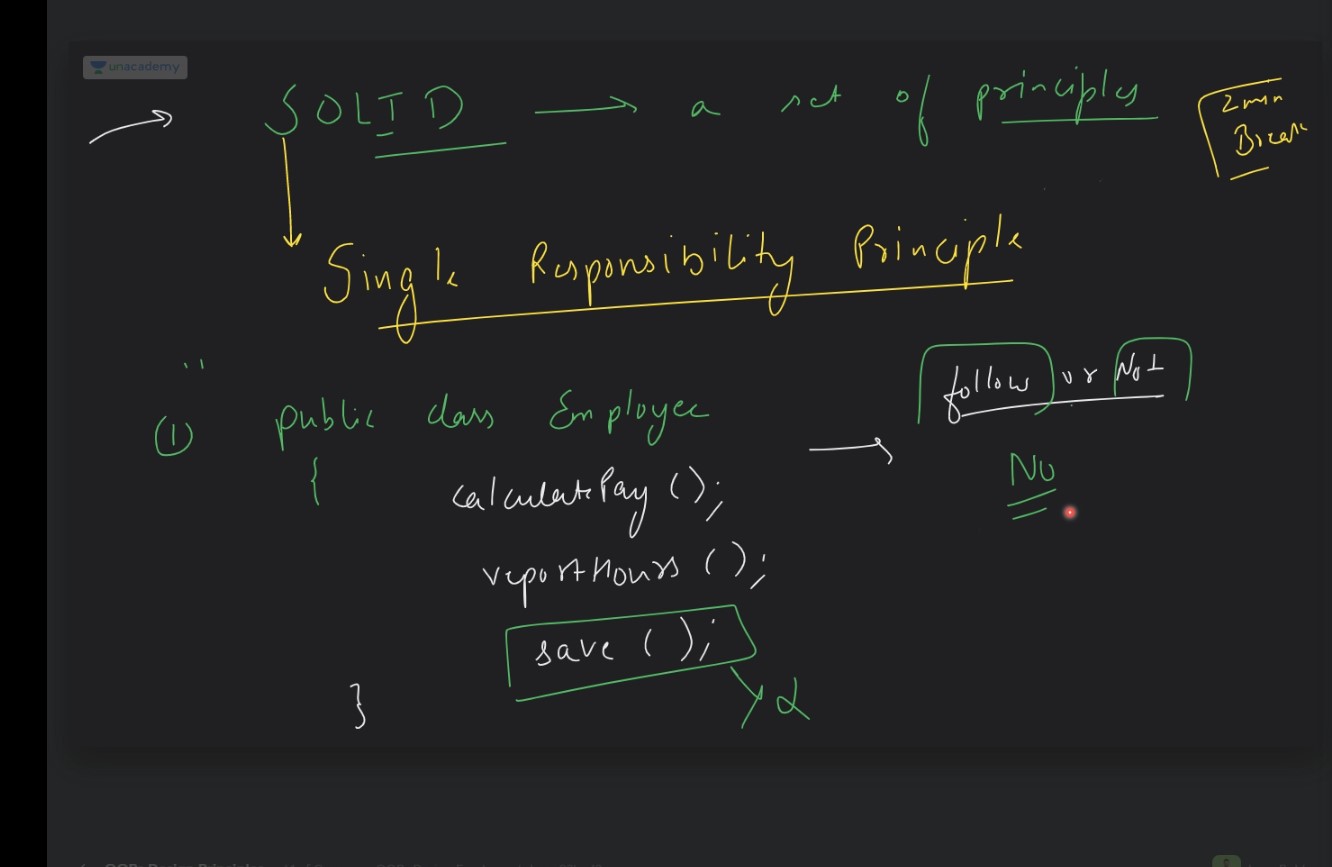 unacademy
SOLID → a set of principles
2 min
Break
Single Responsibility Principle
follow or Not
(1) public class Employee
No
{
calculatePay ();
reportHours ();
save ();
}